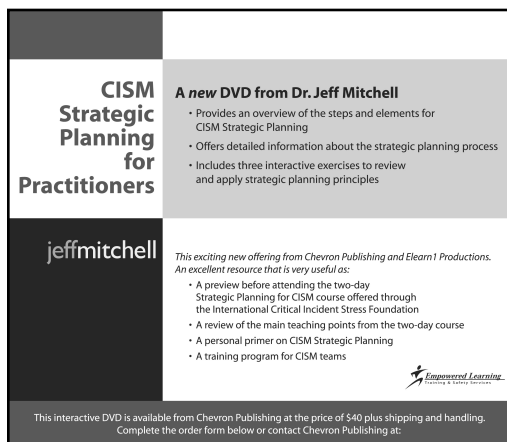 CISM
Strategic
Planning
for
Practitioners
A new DVD from Dr. Jeff Mitchell
• Provides an overview of the steps and elements for
CISM Strategic Planning
• Offers detailed information about the strategic planning process
• Includes three interactive exercises to review
and apply strategic planning principles
jeffmitchell
This exciting new offering from Chevron Publishing and Elearn1 Productions.
An excellent resource that is very useful as:
• A preview before attending the two-day
Strategic Planning for CISM course offered through
the International Critical Incident Stress Foundation
• A review of the main teaching points from the two-day course
• A personal primer on CISM Strategic Planning
• A training program for CISM teams
Empowered Learning
Training & Safety Services
This interactive DVD is available from Chevron Publishing at the price of $40 plus shipping and handling.
Complete the order form below or contact Chevron Publishing at: